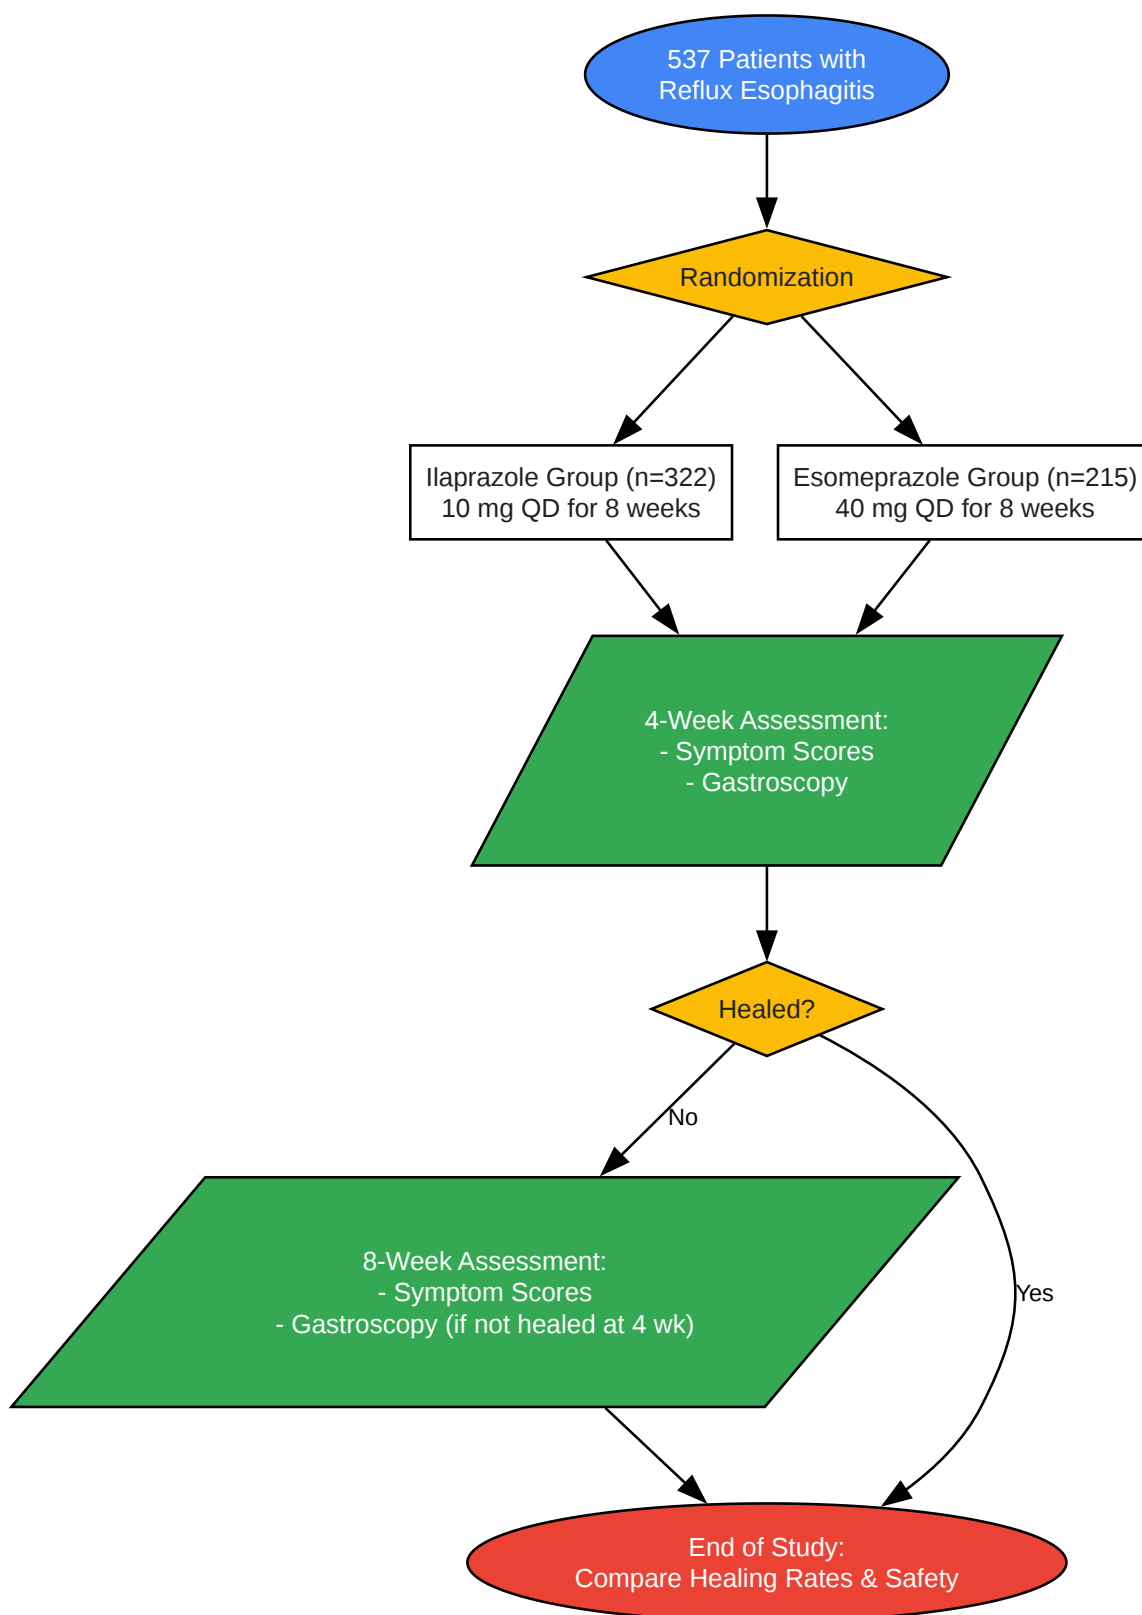 537 Patients with
Reflux Esophagitis
Randomization
Ilaprazole Group (n=322)
10 mg QD for 8 weeks
Esomeprazole Group (n=215)
40 mg QD for 8 weeks
4-Week Assessment:
- Symptom Scores
- Gastroscopy
Healed?
No
8-Week Assessment:
- Symptom Scores
- Gastroscopy (if not healed at 4 wk)
Yes
End of Study:
Compare Healing Rates & Safety